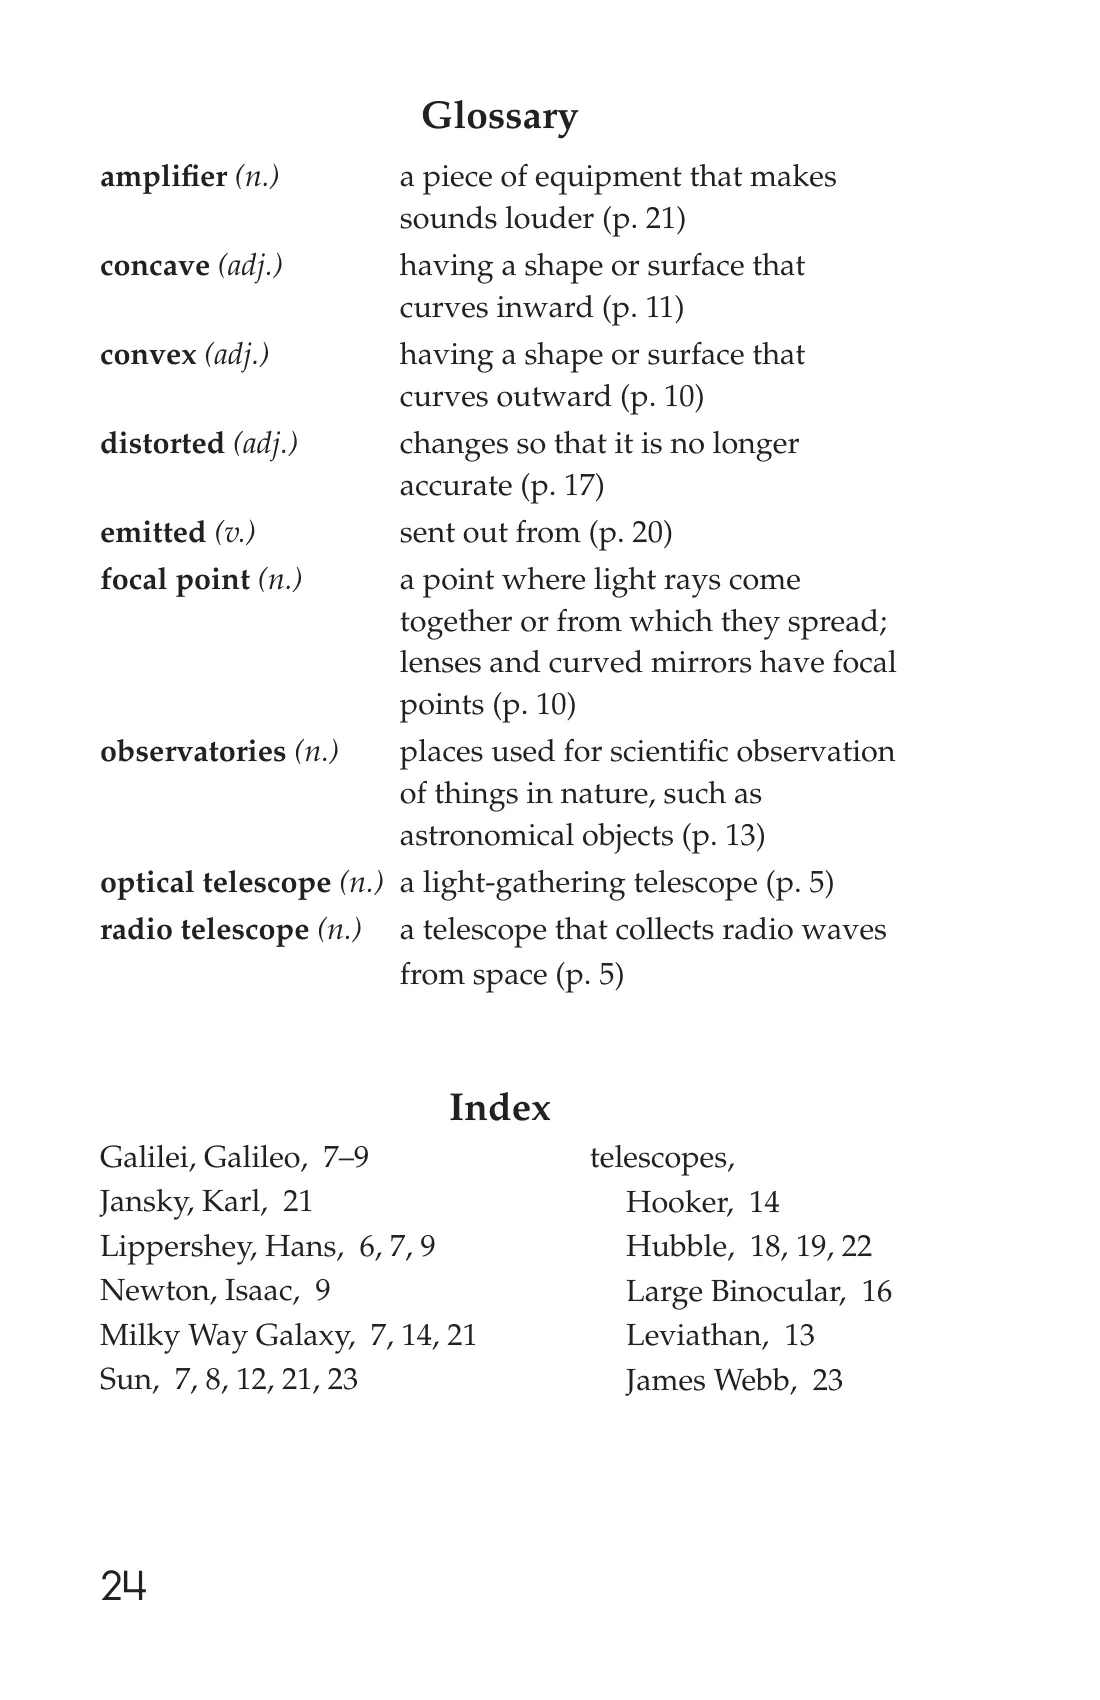 Glossary
amplifier (n.) a piece of equipment that makes
sounds louder (p. 21)
concave (adj.) having a shape or surface that
curves inward (p. 11)
convex (adj.) having a shape or surface that
curves outward (p. 10)
distorted (adj.) changes so that it is no longer
accurate (p. 17)
emitted (v.) sent out from (p. 20)
focal point (n.) a point where light rays come
together or from which they spread;
lenses and curved mirrors have focal
points (p. 10)
observatories (n.) places used for scientific observation
of things in nature, such as
astronomical objects (p. 13)
optical telescope (n.) a light-gathering telescope (p. 5)
radio telescope (n.) a telescope that collects radio waves
from space (p. 5)
Index
Galilei, Galileo, 7–9
Jansky, Karl, 21
Lippershey, Hans, 6, 7, 9
Newton, Isaac, 9
Milky Way Galaxy, 7, 14, 21
Sun, 7, 8, 12, 21, 23
telescopes,
Hooker, 14
Hubble, 18, 19, 22
Large Binocular, 16
Leviathan, 13
James Webb, 23
24